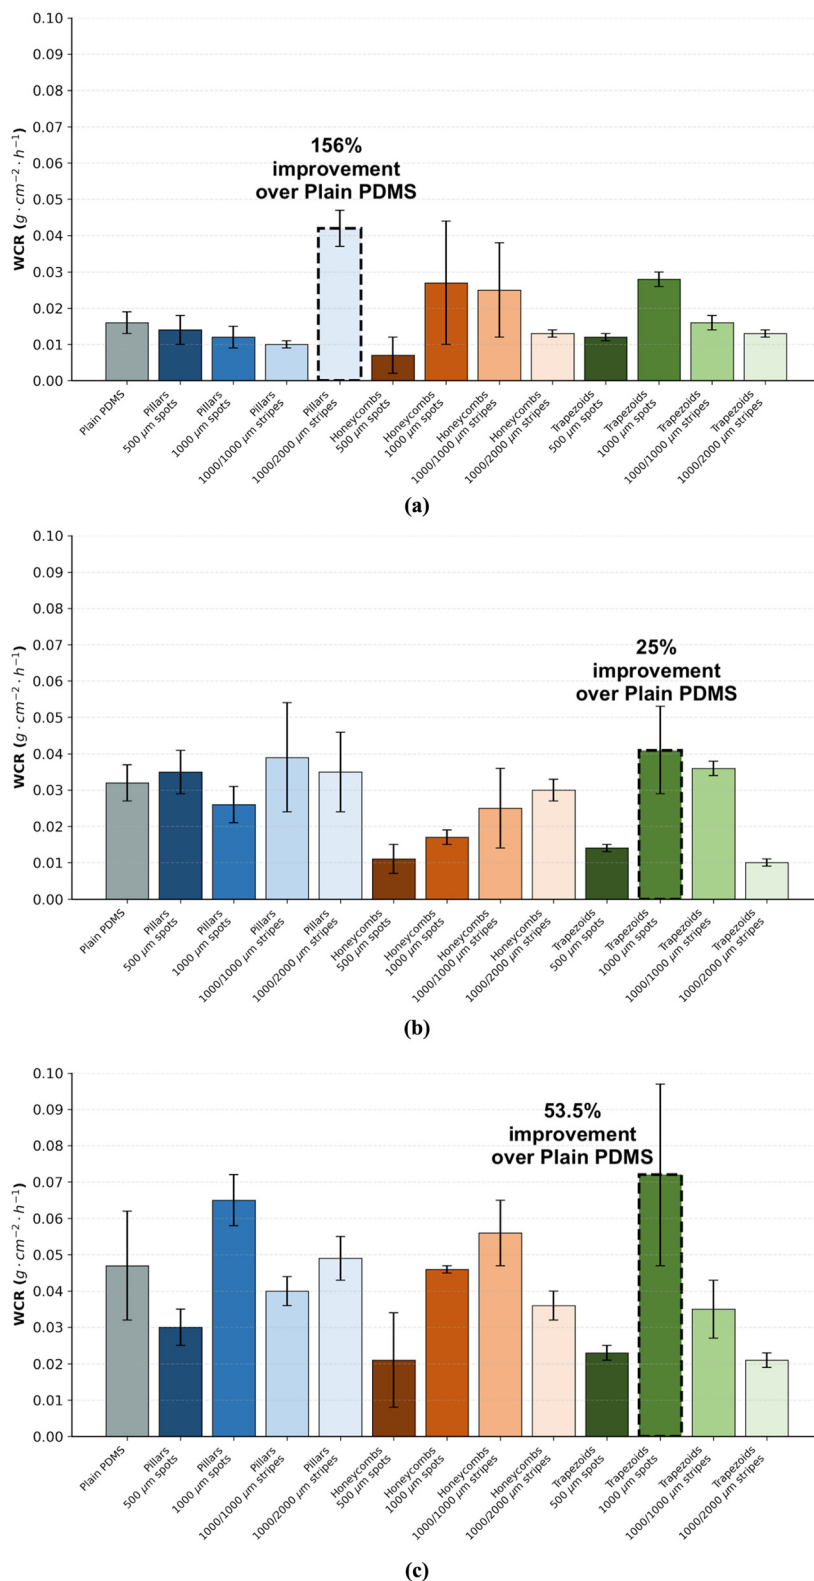 0.10
0.09
0.08
0.07
0.06
0.05
0.04
0.03
0.02
0.01
0.00
WCR (g · cm⁻² · h⁻¹)
156%
improvement
over Plain PDMS
Plain PDMS
Pillars
500 μm spots
Pillars
1000 μm spots
Pillars
1000/1000 μm stripes
Pillars
1000/2000 μm stripes
Honeycombs
500 μm spots
Honeycombs
1000 μm spots
Honeycombs
1000/1000 μm stripes
Honeycombs
1000/2000 μm stripes
Trapezoids
500 μm spots
Trapezoids
1000 μm spots
Trapezoids
1000/1000 μm stripes
Trapezoids
1000/2000 μm stripes
(a)
0.10
0.09
0.08
0.07
0.06
0.05
0.04
0.03
0.02
0.01
0.00
WCR (g · cm⁻² · h⁻¹)
25%
improvement
over Plain PDMS
Plain PDMS
Pillars
500 μm spots
Pillars
1000 μm spots
Pillars
1000/1000 μm stripes
Pillars
1000/2000 μm stripes
Honeycombs
500 μm spots
Honeycombs
1000 μm spots
Honeycombs
1000/1000 μm stripes
Honeycombs
1000/2000 μm stripes
Trapezoids
500 μm spots
Trapezoids
1000 μm spots
Trapezoids
1000/1000 μm stripes
Trapezoids
1000/2000 μm stripes
(b)
0.10
0.09
0.08
0.07
0.06
0.05
0.04
0.03
0.02
0.01
0.00
WCR (g · cm⁻² · h⁻¹)
53.5%
improvement
over Plain PDMS
Plain PDMS
Pillars
500 μm spots
Pillars
1000 μm spots
Pillars
1000/1000 μm stripes
Pillars
1000/2000 μm stripes
Honeycombs
500 μm spots
Honeycombs
1000 μm spots
Honeycombs
1000/1000 μm stripes
Honeycombs
1000/2000 μm stripes
Trapezoids
500 μm spots
Trapezoids
1000 μm spots
Trapezoids
1000/1000 μm stripes
Trapezoids
1000/2000 μm stripes
(c)